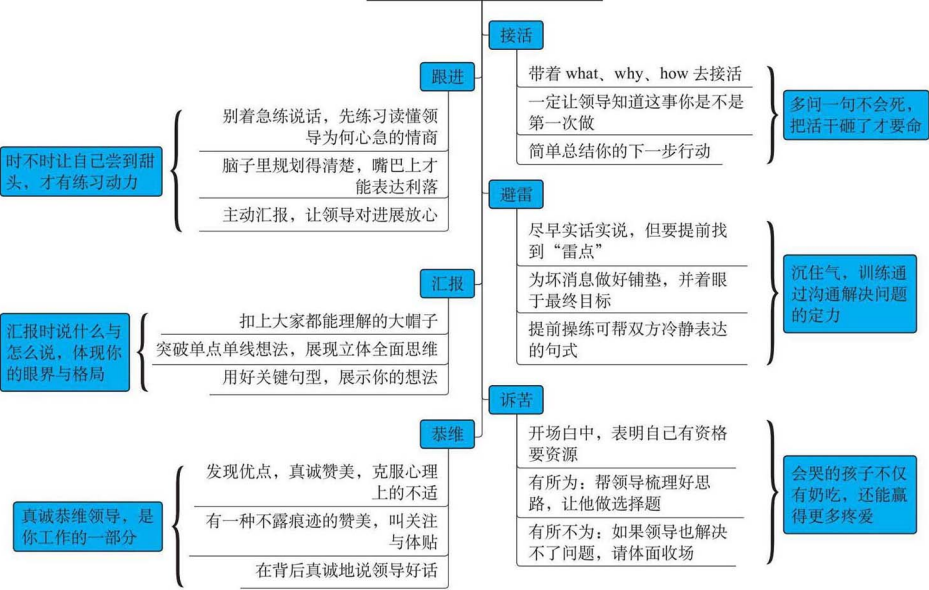 接活
带着 what、why、how 去接活
一定让领导知道这事你是不是
第一次做
简单总结你的下一步行动
多问一句不会死，
把活干砸了才要命
跟进
别着急练说话，先练习读懂领
导为何心急的情商
脑子里规划得清楚，嘴巴上才
能表达利落
主动汇报，让领导对进展放心
时不时让自己尝到甜
头，才有练习动力
避雷
尽早实话实说，但要提前找
到“雷点”
为坏消息做好铺垫，并着眼
于最终目标
提前操练可帮双方冷静表达
的句式
沉住气，训练通
过沟通解决问题
的定力
汇报
扣上大家都能理解的大帽子
突破单点单线想法，展现立体全面思维
用好关键句型，展示你的想法
汇报时说什么与
怎么说，体现你
的眼界与格局
诉苦
开场白中，表明自己有资格
要资源
有所为：帮领导梳理好思
路，让他做选择题
有所不为：如果领导也解决
不了问题，请体面收场
会哭的孩子不仅
有奶吃，还能赢
得更多疼爱
恭维
发现优点，真诚赞美，克服心理
上的不适
有一种不露痕迹的赞美，叫关注
与体贴
在背后真诚地说领导好话
真诚恭维领导，是
你工作的一部分